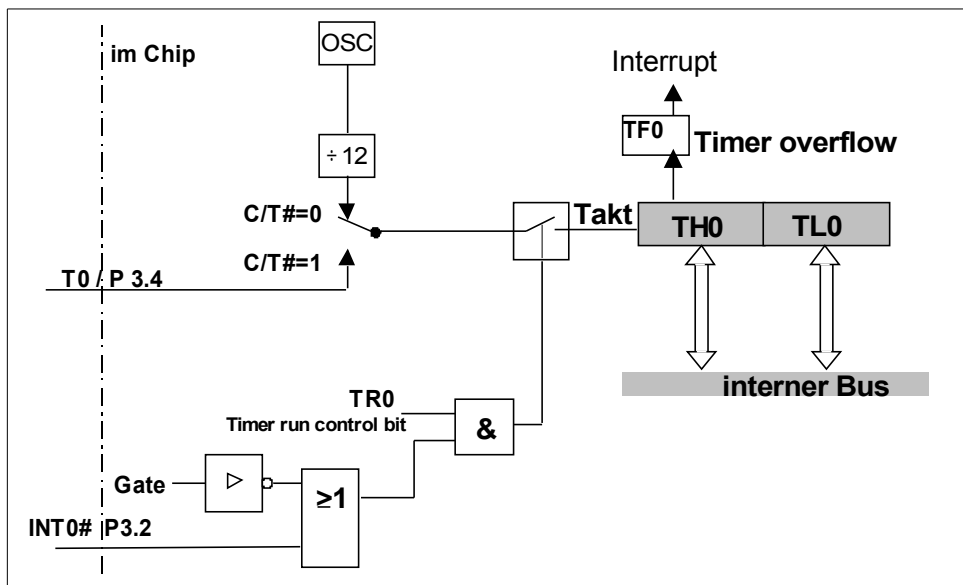 im Chip
OSC
Interrupt
TF0
Timer overflow
÷ 12
C/T#=0
Takt
TH0
TL0
C/T#=1
T0 / P 3.4
interner Bus
TR0
Timer run control bit
&
Gate
≥1
INT0# P3.2